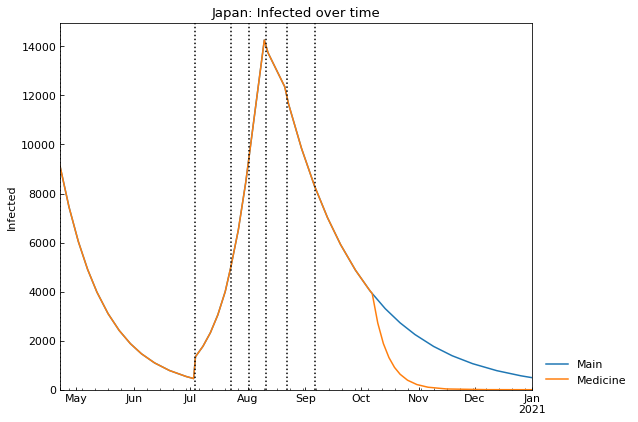 Japan: Infected over time
Infected
14000
12000
10000
8000
6000
4000
2000
0
May Jun Jul Aug Sep Oct Nov Dec Jan
2021
Main
Medicine